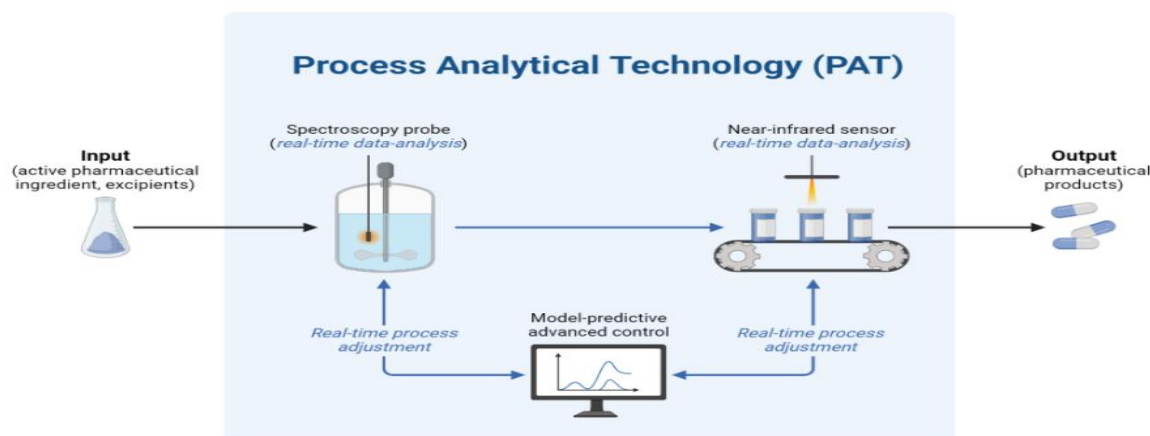 Process Analytical Technology (PAT)
Spectroscopy probe
(real-time data-analysis)
Near-infrared sensor
(real-time data-analysis)
Input
(active pharmaceutical
ingredient, excipients)
Output
(pharmaceutical
products)
Real-time process
adjustment
Model-predictive
advanced control
Real-time process
adjustment